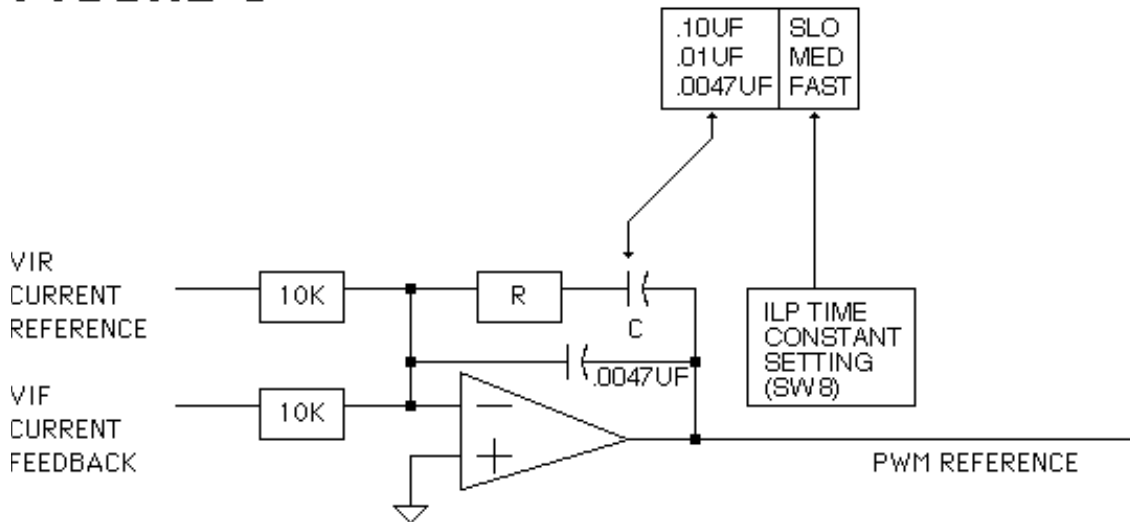 .10UF SLO
.01UF MED
.0047UF FAST
VIR
CURRENT
REFERENCE
10K
R
C
ILP TIME
CONSTANT
SETTING
(SW8)
.0047UF
VIF
CURRENT
FEEDBACK
10K
PWM REFERENCE